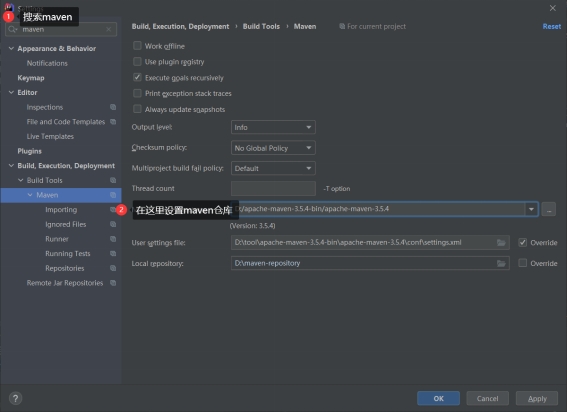 1 搜索maven
maven
Appearance & Behavior
Notifications
Keymap
Editor
Inspections
File and Code Templates
Live Templates
Plugins
Build, Execution, Deployment
Build Tools
Maven
Importing
Ignored Files
Runner
Running Tests
Repositories
Remote Jar Repositories
Build, Execution, Deployment › Build Tools › Maven For current project Reset
Work offline
Use plugin registry
Execute goals recursively
Print exception stack traces
Always update snapshots
Output level: Info
Checksum policy: No Global Policy
Multiproject build fail policy: Default
Thread count -T option
2 在这里设置maven仓库 /apache-maven-3.5.4-bin/apache-maven-3.5.4
(Version: 3.5.4)
User settings file: D:\tool\apache-maven-3.5.4-bin\apache-maven-3.5.4\conf\settings.xml Override
Local repository: D:\maven-repository Override
? OK Cancel Apply